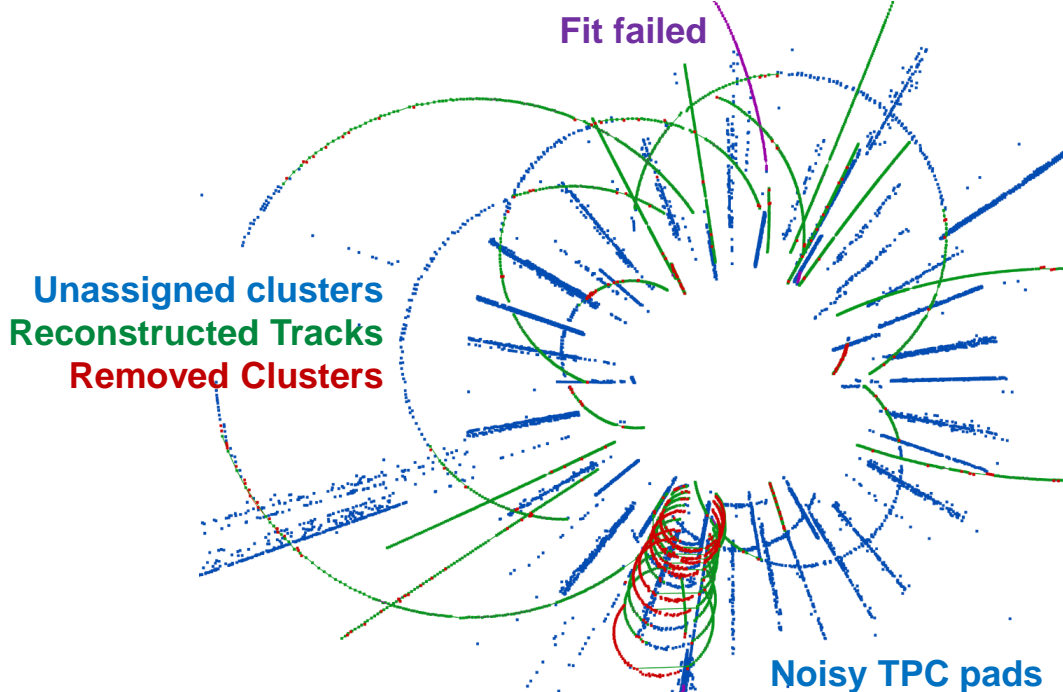 Fit failed
Unassigned clusters
Reconstructed Tracks
Removed Clusters
Noisy TPC pads